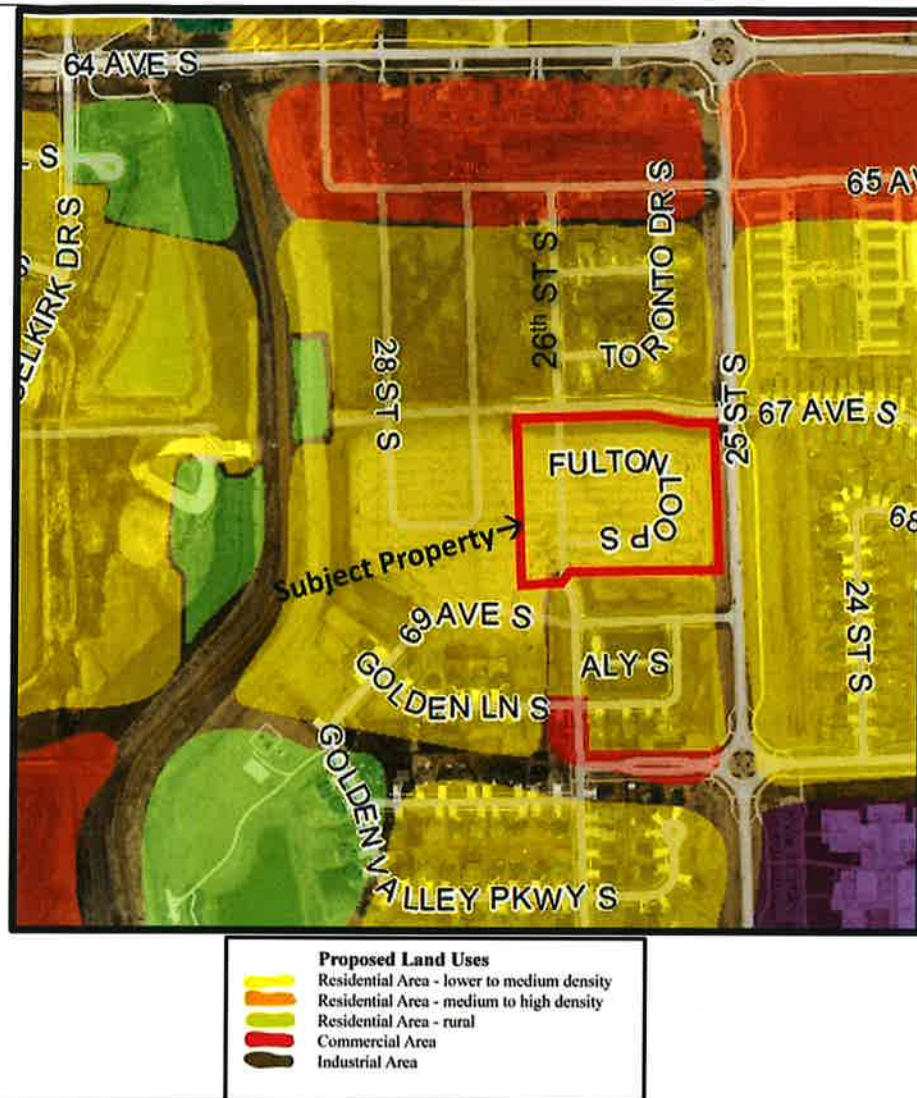 64 AVE S
S
65 AV
SELKIRK DR S
26th ST S
TORONTO DR S
28 ST S
25 ST S
67 AVE S
FULTON
LOOP S
68
Subject Property→
69 AVE S
24 ST S
ALY S
GOLDEN LN S
GOLDEN VALLEY PKWY S
Proposed Land Uses
Residential Area - lower to medium density
Residential Area - medium to high density
Residential Area - rural
Commercial Area
Industrial Area